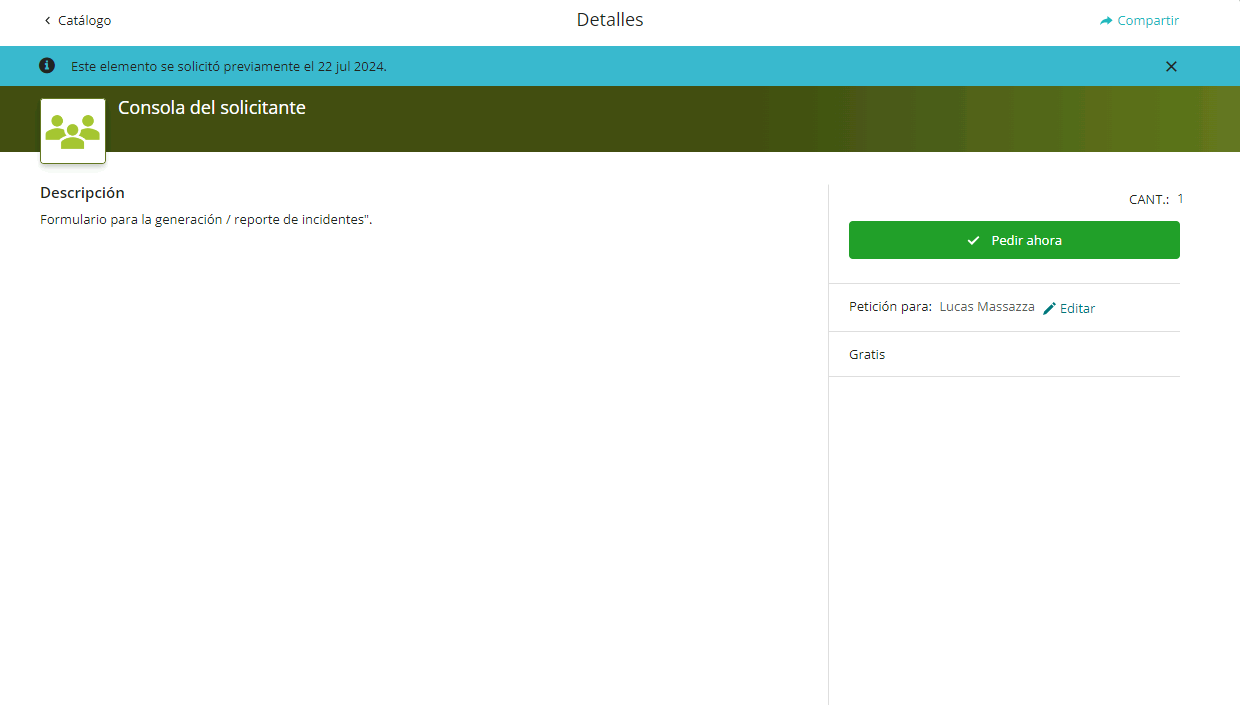 Catálogo
Detalles
Compartir
Este elemento se solicitó previamente el 22 jul 2024.
Consola del solicitante
Descripción
Formulario para la generación / reporte de incidentes".
CANT.: 1
Pedir ahora
Petición para: Lucas Massazza Editar
Gratis